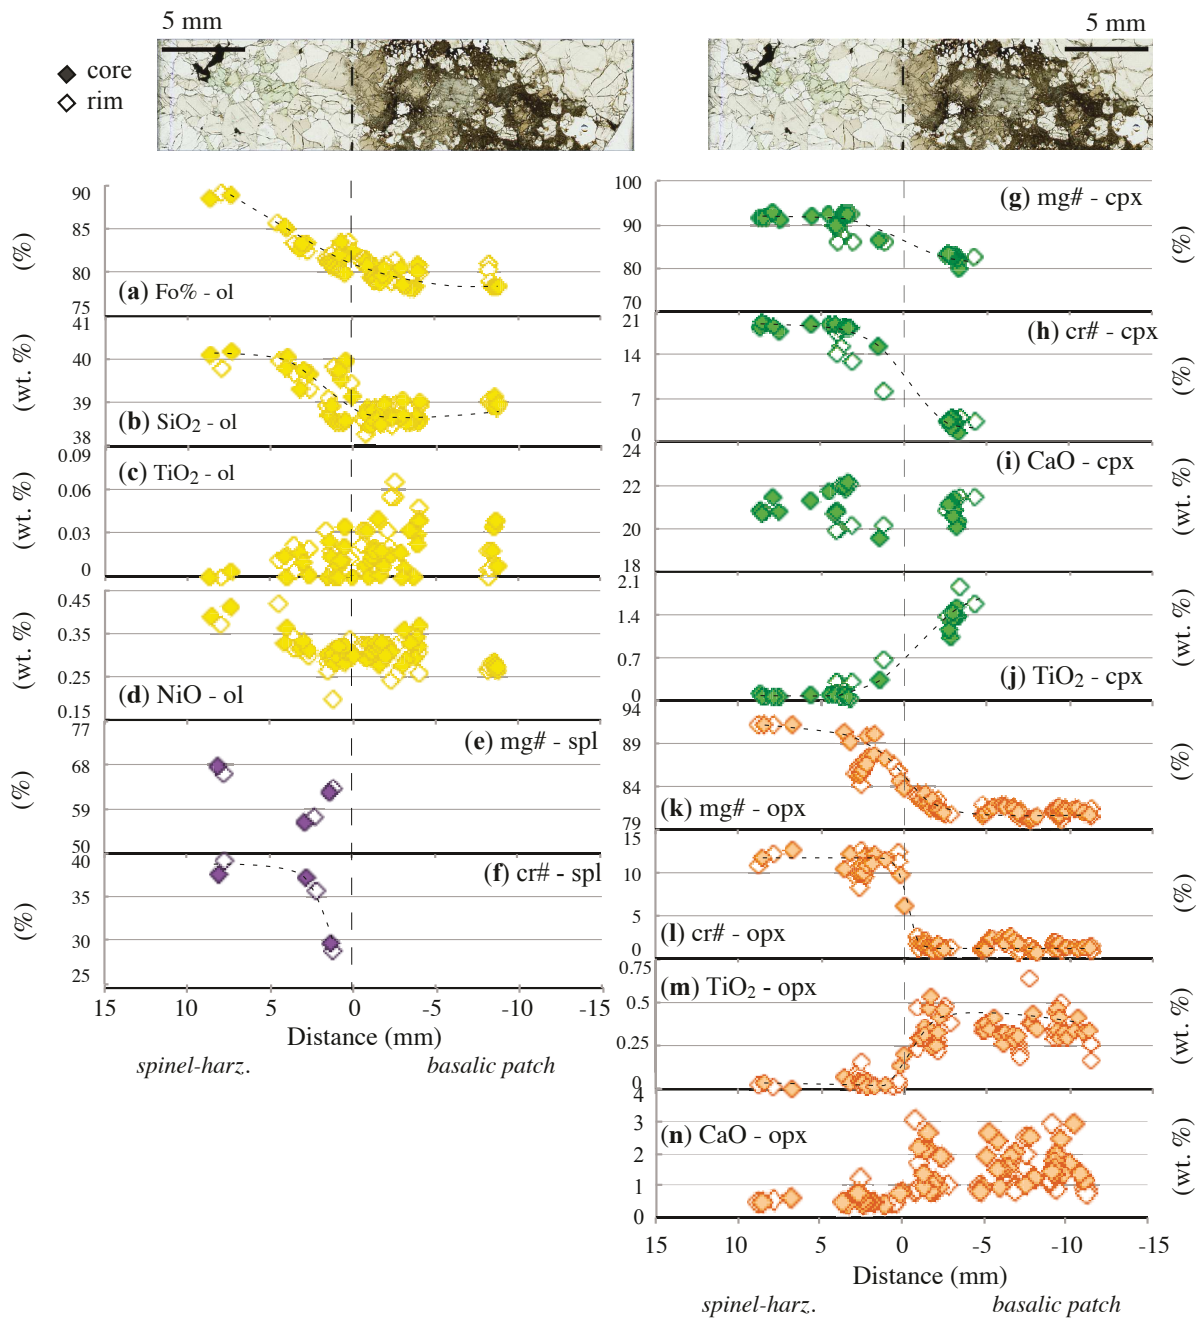 5 mm
core
rim
90
85
80
75
(%)
(a) Fo% - ol
41
40
39
38
(wt. %)
(b) SiO2 - ol
0.09
0.06
0.03
0
(wt. %)
(c) TiO2 - ol
0.45
0.35
0.25
0.15
(wt. %)
(d) NiO - ol
77
68
59
50
(%)
(e) mg# - spl
40
35
30
25
(%)
(f) cr# - spl
15 10 5 0 -5 -10 -15
Distance (mm)
spinel-harz. basalic patch
5 mm
100
90
80
70
(%)
(g) mg# - cpx
21
14
7
0
(%)
(h) cr# - cpx
24
22
20
18
(wt. %)
(i) CaO - cpx
2.1
1.4
0.7
0
(wt. %)
(j) TiO2 - cpx
94
89
84
79
(%)
(k) mg# - opx
15
10
5
0
(%)
(l) cr# - opx
0.75
0.5
0.25
0
(wt. %)
(m) TiO2 - opx
4
3
2
1
0
(wt. %)
(n) CaO - opx
15 10 5 0 -5 -10 -15
Distance (mm)
spinel-harz. basalic patch